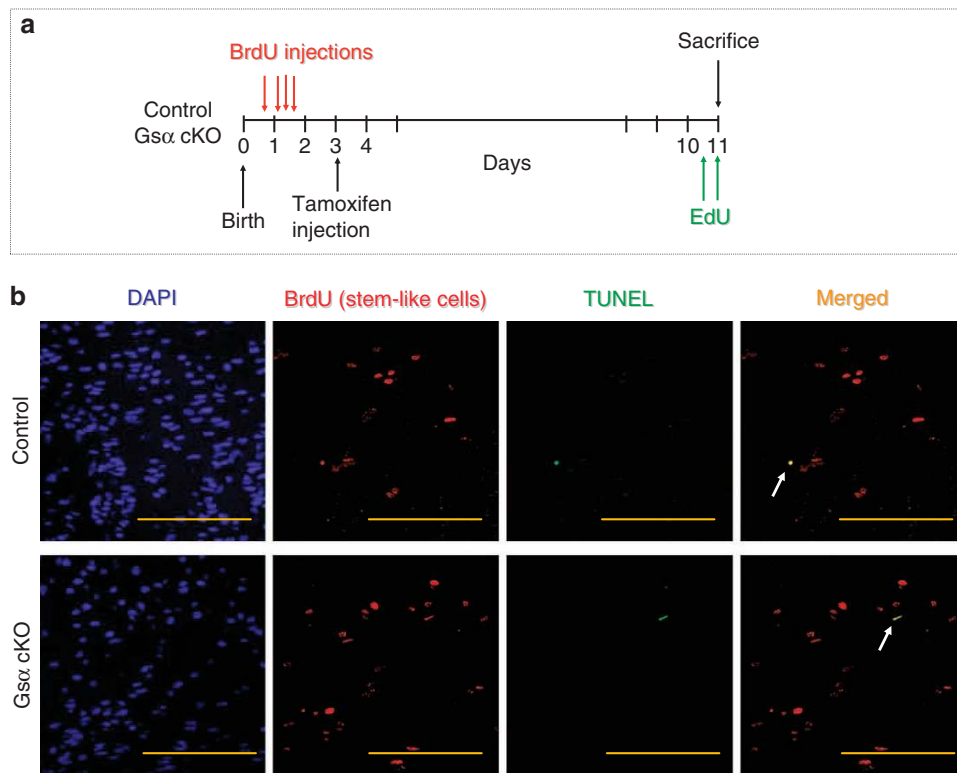 a
BrdU injections
Sacrifice
Control
Gsα cKO
0 1 2 3 4 10 11
Days
Birth
Tamoxifen
injection
EdU
b
DAPI BrdU (stem-like cells) TUNEL Merged
Control
Gsα cKO